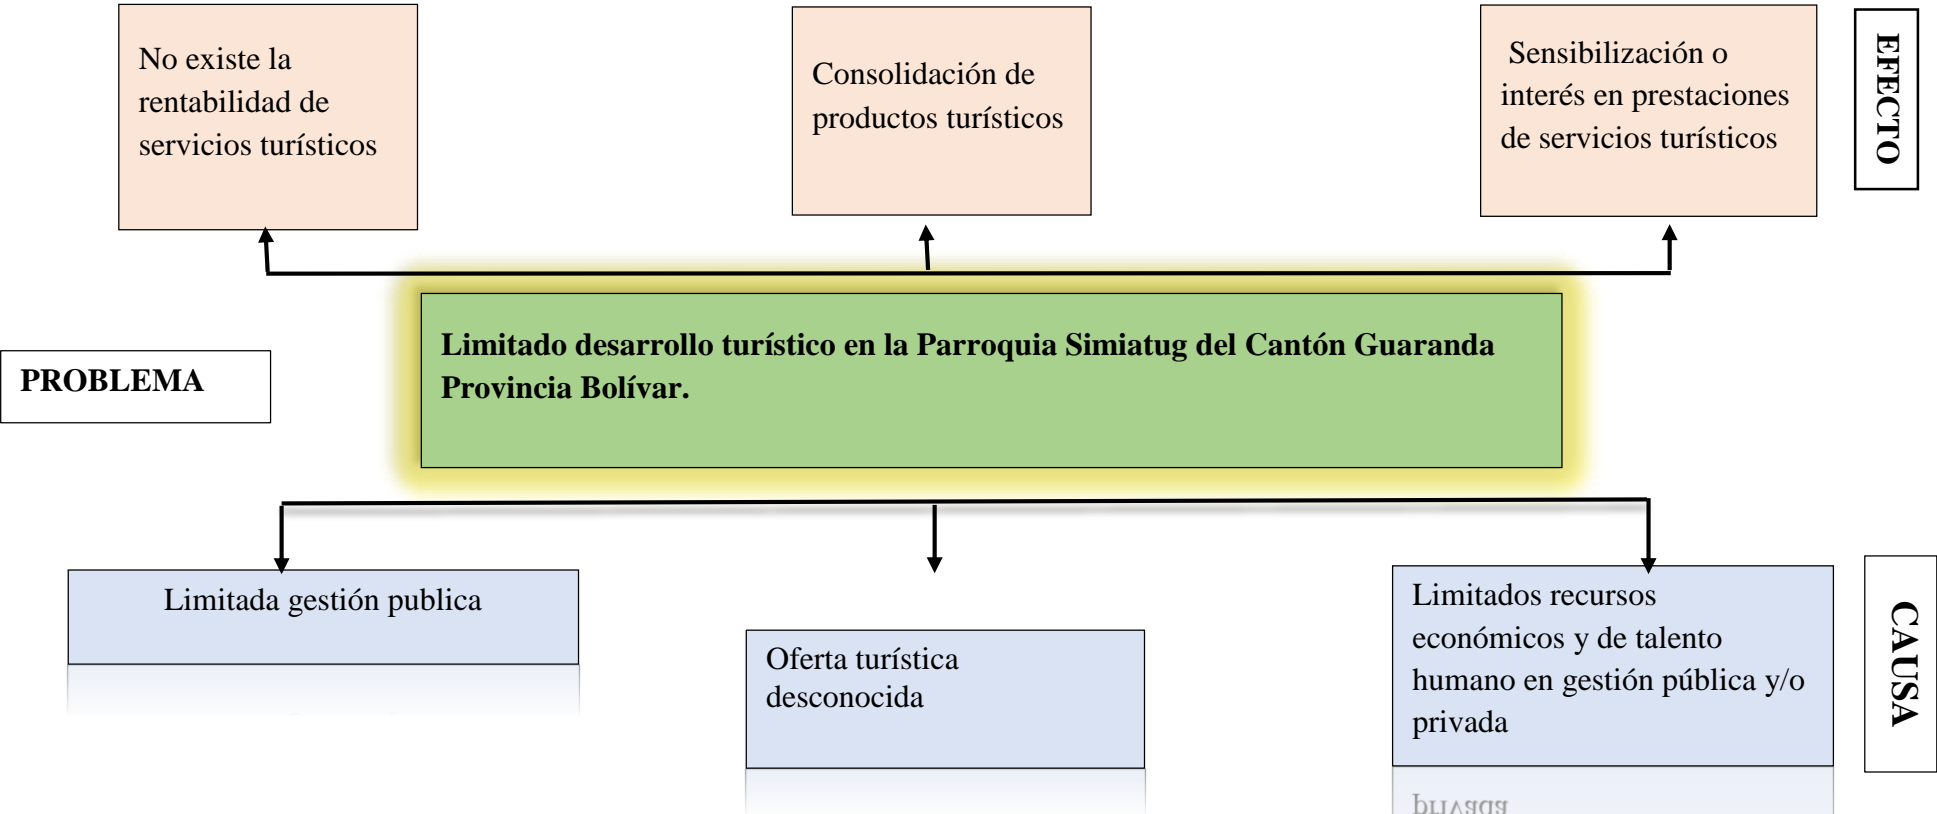 No existe la
rentabilidad de
servicios turísticos
Consolidación de
productos turísticos
Sensibilización o
interés en prestaciones
de servicios turísticos
EFECTO
PROBLEMA
Limitado desarrollo turístico en la Parroquia Simiatug del Cantón Guaranda
Provincia Bolívar.
Limitada gestión publica
Oferta turística
desconocida
Limitados recursos
económicos y de talento
humano en gestión pública y/o
privada
CAUSA